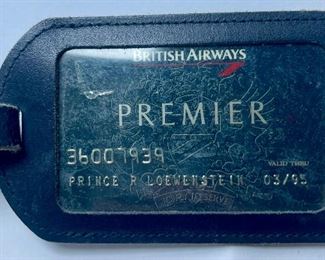 BRITISH AIRWAYS
PREMIER
36007939
VALID THRU
PRINCE R LOEWENSTEIN 03/95